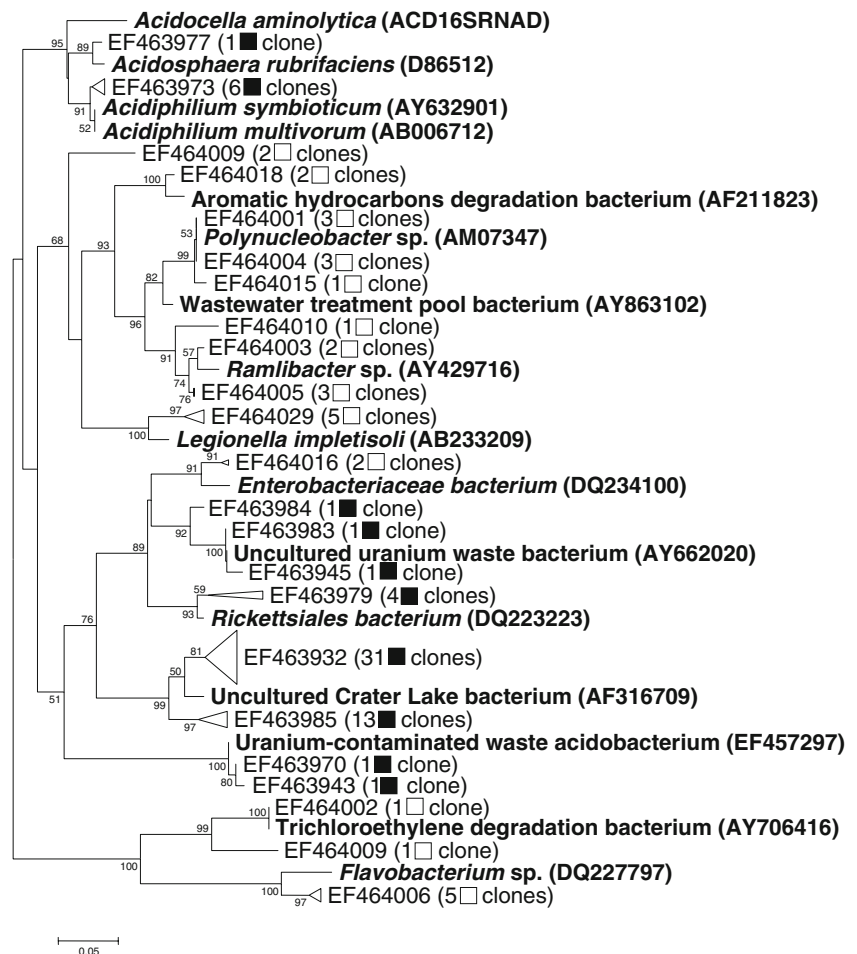 Acidocella aminolytica (ACD16SRNAD)
95
EF463977 (1■ clone)
89
Acidosphaera rubrifaciens (D86512)
EF463973 (6■ clones)
91
Acidiphilium symbioticum (AY632901)
52
Acidiphilium multivorum (AB006712)
EF464009 (2□ clones)
EF464018 (2□ clones)
100
Aromatic hydrocarbons degradation bacterium (AF211823)
EF464001 (3□ clones)
53
Polynucleobacter sp. (AM07347)
68
93
99
EF464004 (3□ clones)
82
EF464015 (1□ clone)
Wastewater treatment pool bacterium (AY863102)
96
EF464010 (1□ clone)
91
57
EF464003 (2□ clones)
Ramlibacter sp. (AY429716)
74
76
EF464005 (3□ clones)
97
EF464029 (5□ clones)
100
Legionella impletisoli (AB233209)
91
91
EF464016 (2□ clones)
Enterobacteriaceae bacterium (DQ234100)
EF463984 (1■ clone)
92
EF463983 (1■ clone)
89
100
Uncultured uranium waste bacterium (AY662020)
EF463945 (1■ clone)
59
EF463979 (4■ clones)
93
Rickettsiales bacterium (DQ223223)
76
81
EF463932 (31■ clones)
50
51
Uncultured Crater Lake bacterium (AF316709)
99
97
EF463985 (13■ clones)
Uranium-contaminated waste acidobacterium (EF457297)
100
EF463970 (1■ clone)
80
EF463943 (1■ clone)
100
EF464002 (1□ clone)
99
Trichloroethylene degradation bacterium (AY706416)
EF464009 (1□ clone)
100
Flavobacterium sp. (DQ227797)
100
97
EF464006 (5□ clones)
0.05